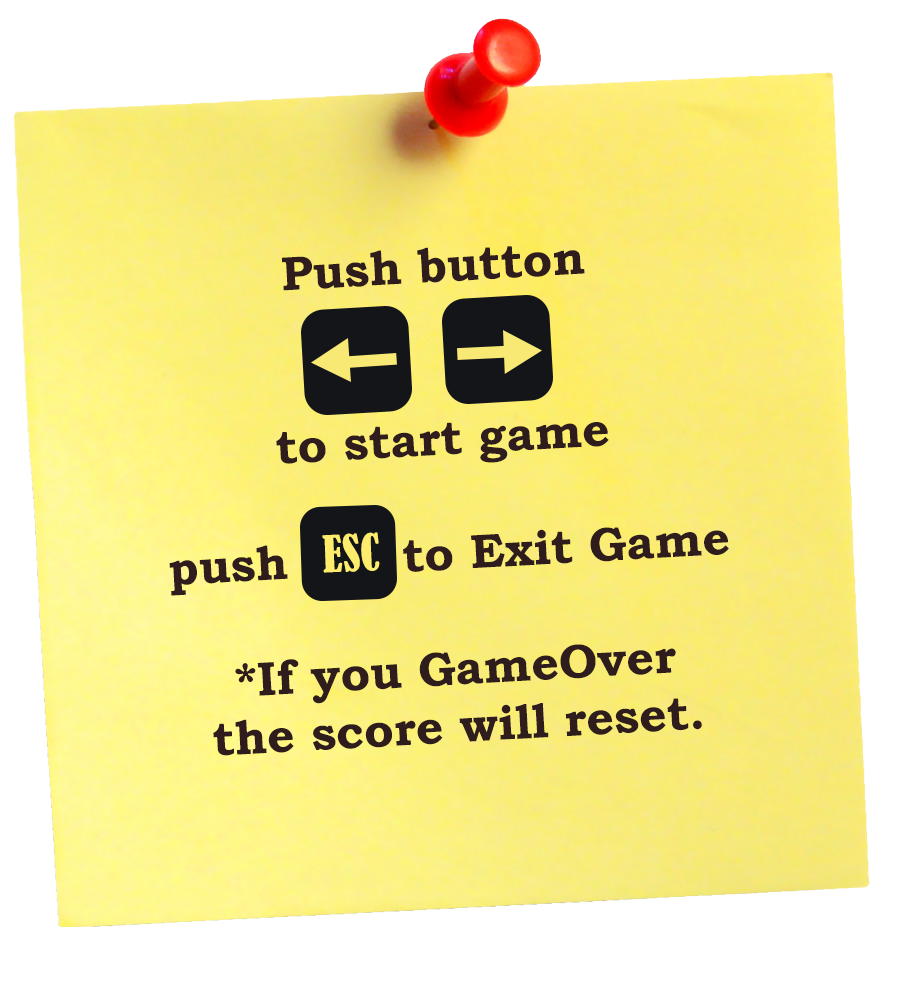 Push button
to start game
push ESC to Exit Game
*If you GameOver
the score will reset.